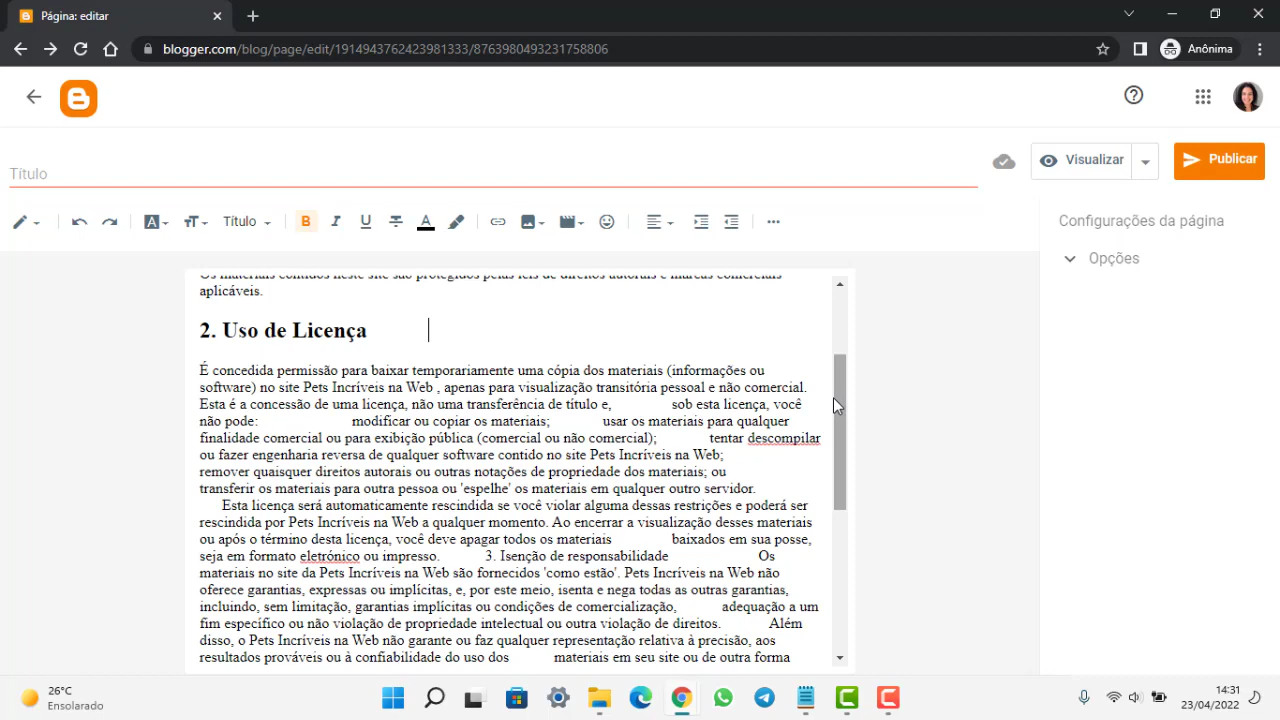 Página: editar
blogger.com/blog/page/edit/1914943762423981333/8763980493231758806
Anônima
Título
Visualizar
Publicar
Título
B
Configurações da página
Opções
Os materiais contidos neste site são protegidos pelas leis de direitos autorais e marcas comerciais
aplicáveis.
2. Uso de Licença
É concedida permissão para baixar temporariamente uma cópia dos materiais (informações ou
software) no site Pets Incríveis na Web , apenas para visualização transitória pessoal e não comercial.
Esta é a concessão de uma licença, não uma transferência de título e, sob esta licença, você
não pode: modificar ou copiar os materiais; usar os materiais para qualquer
finalidade comercial ou para exibição pública (comercial ou não comercial); tentar descompilar
ou fazer engenharia reversa de qualquer software contido no site Pets Incríveis na Web;
remover quaisquer direitos autorais ou outras notações de propriedade dos materiais; ou
transferir os materiais para outra pessoa ou 'espelhe' os materiais em qualquer outro servidor.
Esta licença será automaticamente rescindida se você violar alguma dessas restrições e poderá ser
rescindida por Pets Incríveis na Web a qualquer momento. Ao encerrar a visualização desses materiais
ou após o término desta licença, você deve apagar todos os materiais baixados em sua posse,
seja em formato eletrónico ou impresso. 3. Isenção de responsabilidade Os
materiais no site da Pets Incríveis na Web são fornecidos 'como estão'. Pets Incríveis na Web não
oferece garantias, expressas ou implícitas, e, por este meio, isenta e nega todas as outras garantias,
incluindo, sem limitação, garantias implícitas ou condições de comercialização, adequação a um
fim específico ou não violação de propriedade intelectual ou outra violação de direitos. Além
disso, o Pets Incríveis na Web não garante ou faz qualquer representação relativa à precisão, aos
resultados prováveis ou à confiabilidade do uso dos materiais em seu site ou de outra forma
26°C
Ensolarado
14:31
23/04/2022